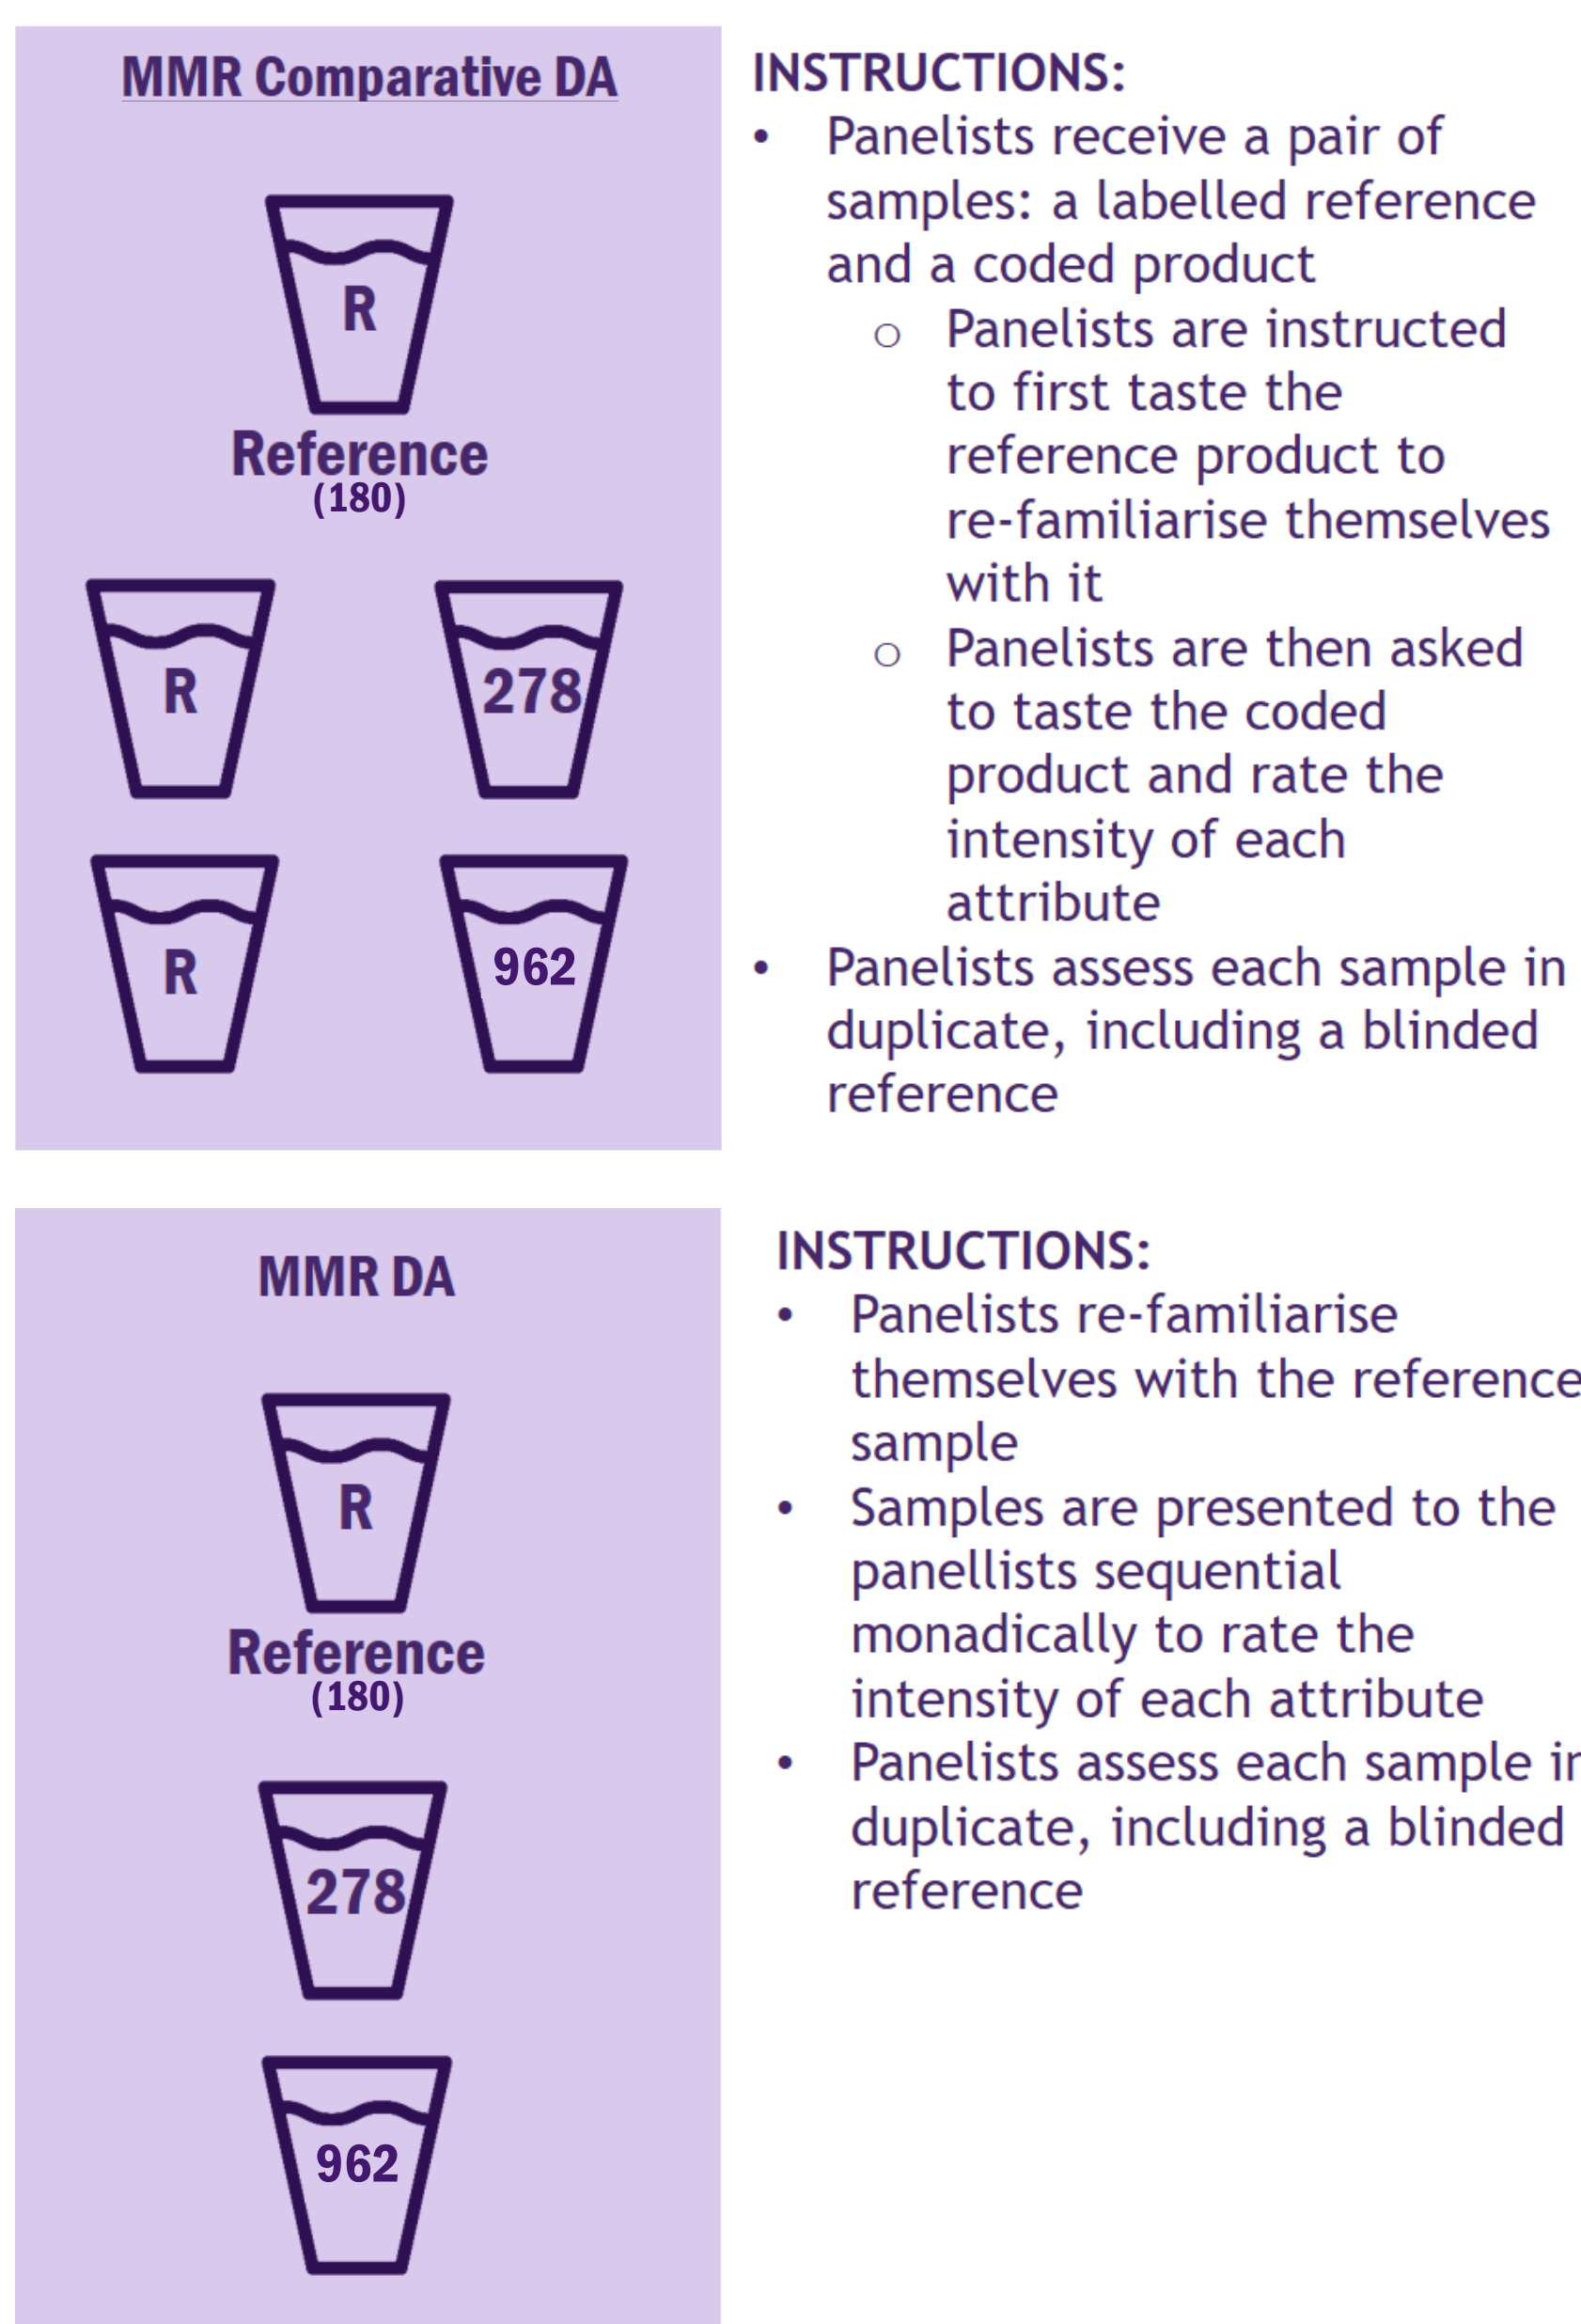 MMR Comparative DA
R
Reference
(180)
R
278
R
962
INSTRUCTIONS:
• Panelists receive a pair of
samples: a labelled reference
and a coded product
o Panelists are instructed
to first taste the
reference product to
re-familiarise themselves
with it
o Panelists are then asked
to taste the coded
product and rate the
intensity of each
attribute
• Panelists assess each sample in
duplicate, including a blinded
reference
MMR DA
R
Reference
(180)
278
962
INSTRUCTIONS:
• Panelists re-familiarise
themselves with the reference
sample
• Samples are presented to the
panellists sequential
monadically to rate the
intensity of each attribute
• Panelists assess each sample in
duplicate, including a blinded
reference